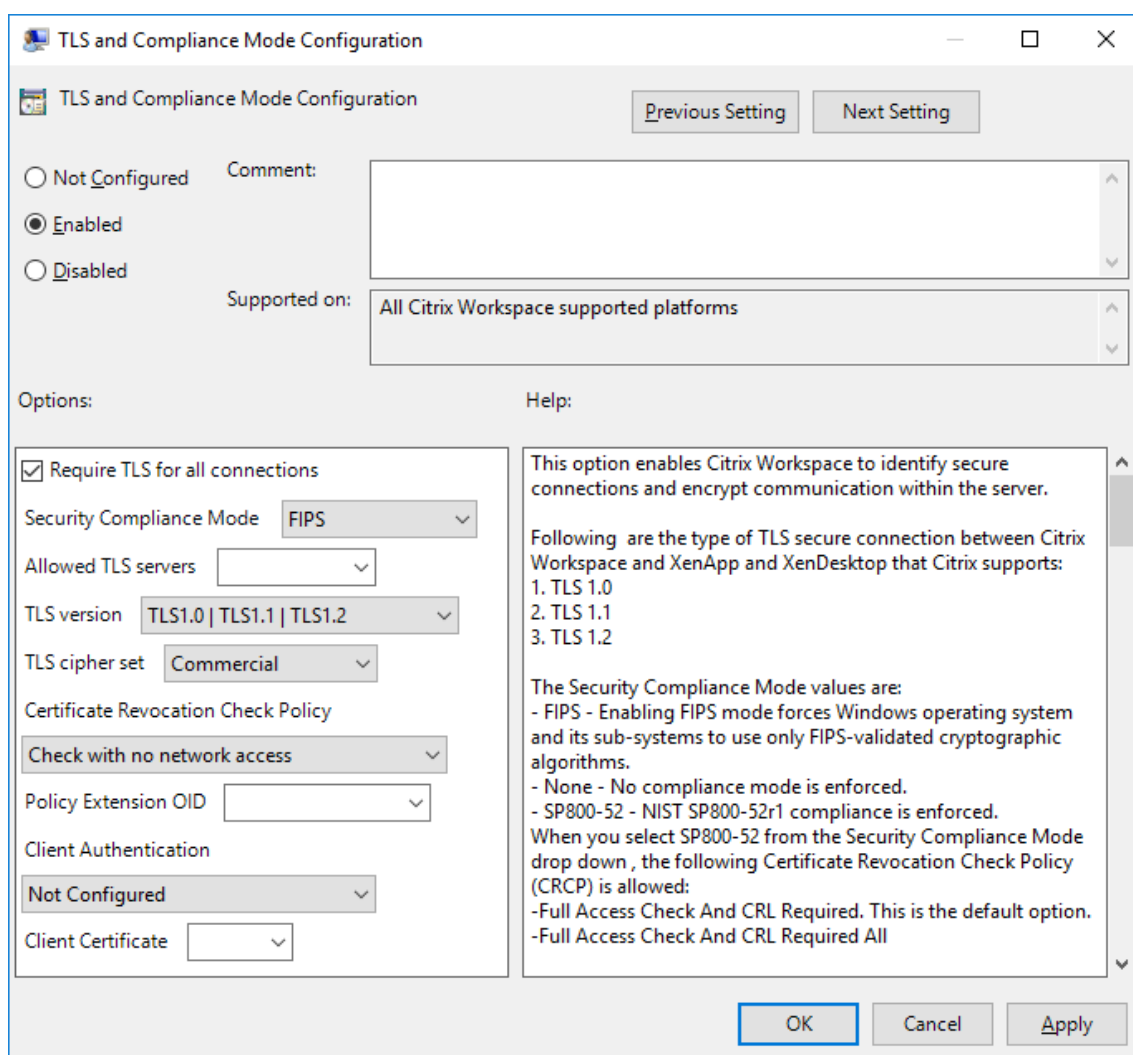 TLS and Compliance Mode Configuration
TLS and Compliance Mode Configuration
Previous Setting
Next Setting
Not Configured
Enabled
Disabled
Comment:
Supported on:
All Citrix Workspace supported platforms
Options:
Help:
Require TLS for all connections
Security Compliance Mode FIPS
Allowed TLS servers
TLS version TLS1.0 | TLS1.1 | TLS1.2
TLS cipher set Commercial
Certificate Revocation Check Policy
Check with no network access
Policy Extension OID
Client Authentication
Not Configured
Client Certificate
This option enables Citrix Workspace to identify secure
connections and encrypt communication within the server.
Following  are the type of TLS secure connection between Citrix
Workspace and XenApp and XenDesktop that Citrix supports:
1. TLS 1.0
2. TLS 1.1
3. TLS 1.2
The Security Compliance Mode values are:
- FIPS - Enabling FIPS mode forces Windows operating system
and its sub-systems to use only FIPS-validated cryptographic
algorithms.
- None - No compliance mode is enforced.
- SP800-52 - NIST SP800-52r1 compliance is enforced.
When you select SP800-52 from the Security Compliance Mode
drop down , the following Certificate Revocation Check Policy
(CRCP) is allowed:
-Full Access Check And CRL Required. This is the default option.
-Full Access Check And CRL Required All
OK
Cancel
Apply